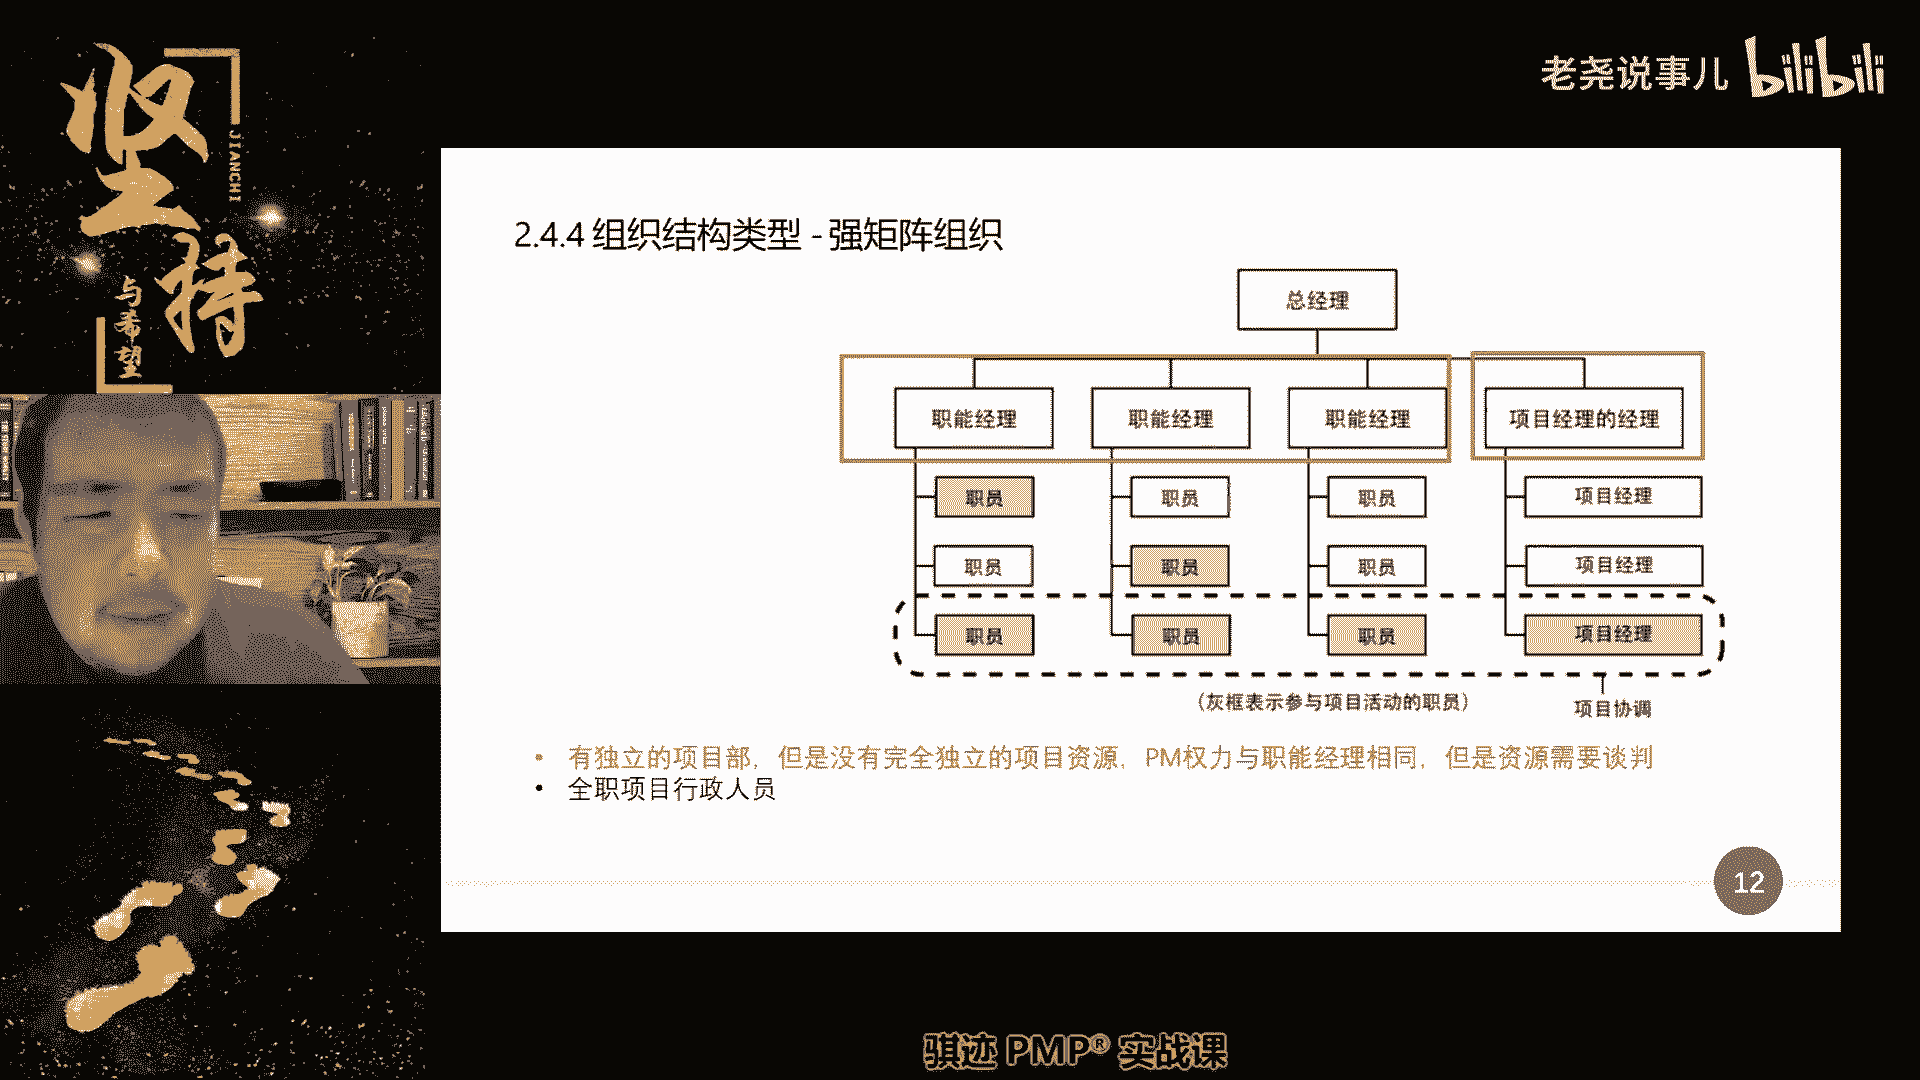 坚持
JIANCHI
与希望
老尧说事儿 bilibili
2.4.4 组织结构类型 - 强矩阵组织
总经理
职能经理 职能经理 职能经理 项目经理的经理
职员 职员 职员 项目经理
职员 职员 职员 项目经理
职员 职员 职员 项目经理
(灰框表示参与项目活动的职员)
项目协调
• 有独立的项目部，但是没有完全独立的项目资源，PM权力与职能经理相同，但是资源需要谈判
• 全职项目行政人员
12
骐迹 PMP® 实战课